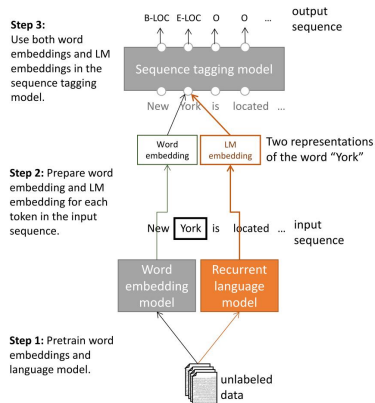 B-LOC E-LOC O O ...
output
sequence
Step 3:
Use both word
embeddings and LM
embeddings in the
sequence tagging
model.
Sequence tagging model
New York is located ...
Word
embedding
LM
embedding
Two representations
of the word “York”
Step 2: Prepare word
embedding and LM
embedding for each
token in the input
sequence.
New York is located ...
input
sequence
Word
embedding
model
Recurrent
language
model
Step 1: Pretrain word
embeddings and
language model.
unlabeled
data